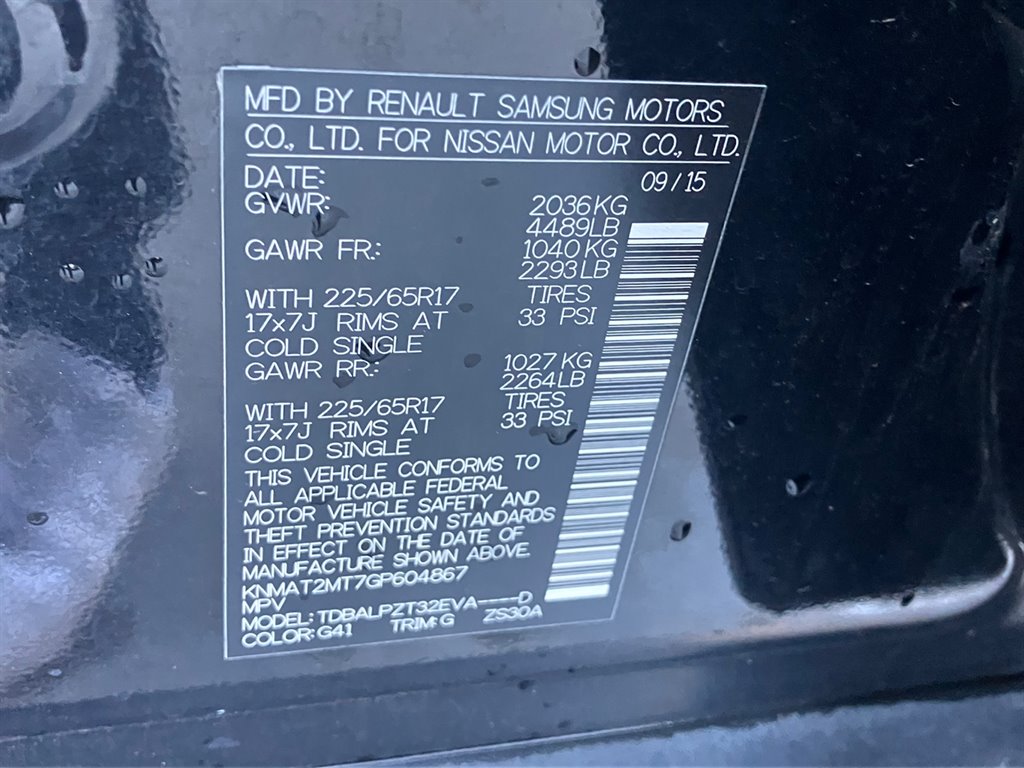 MFD BY RENAULT SAMSUNG MOTORS
CO., LTD. FOR NISSAN MOTOR CO., LTD.
DATE: 09/15
GVWR: 2036KG
4489LB
GAWR FR.: 1040KG
2293LB
WITH 225/65R17 TIRES
17x7J RIMS AT 33 PSI
COLD SINGLE
GAWR RR.: 1027KG
2264LB
WITH 225/65R17 TIRES
17x7J RIMS AT 33 PSI
COLD SINGLE
THIS VEHICLE CONFORMS TO
ALL APPLICABLE FEDERAL
MOTOR VEHICLE SAFETY AND
THEFT PREVENTION STANDARDS
IN EFFECT ON THE DATE OF
MANUFACTURE SHOWN ABOVE.
KNMAT2MT7GP604867
MPV
MODEL: TDBALPZT32EVA----D
COLOR: G41 TRIM: G ZS30A